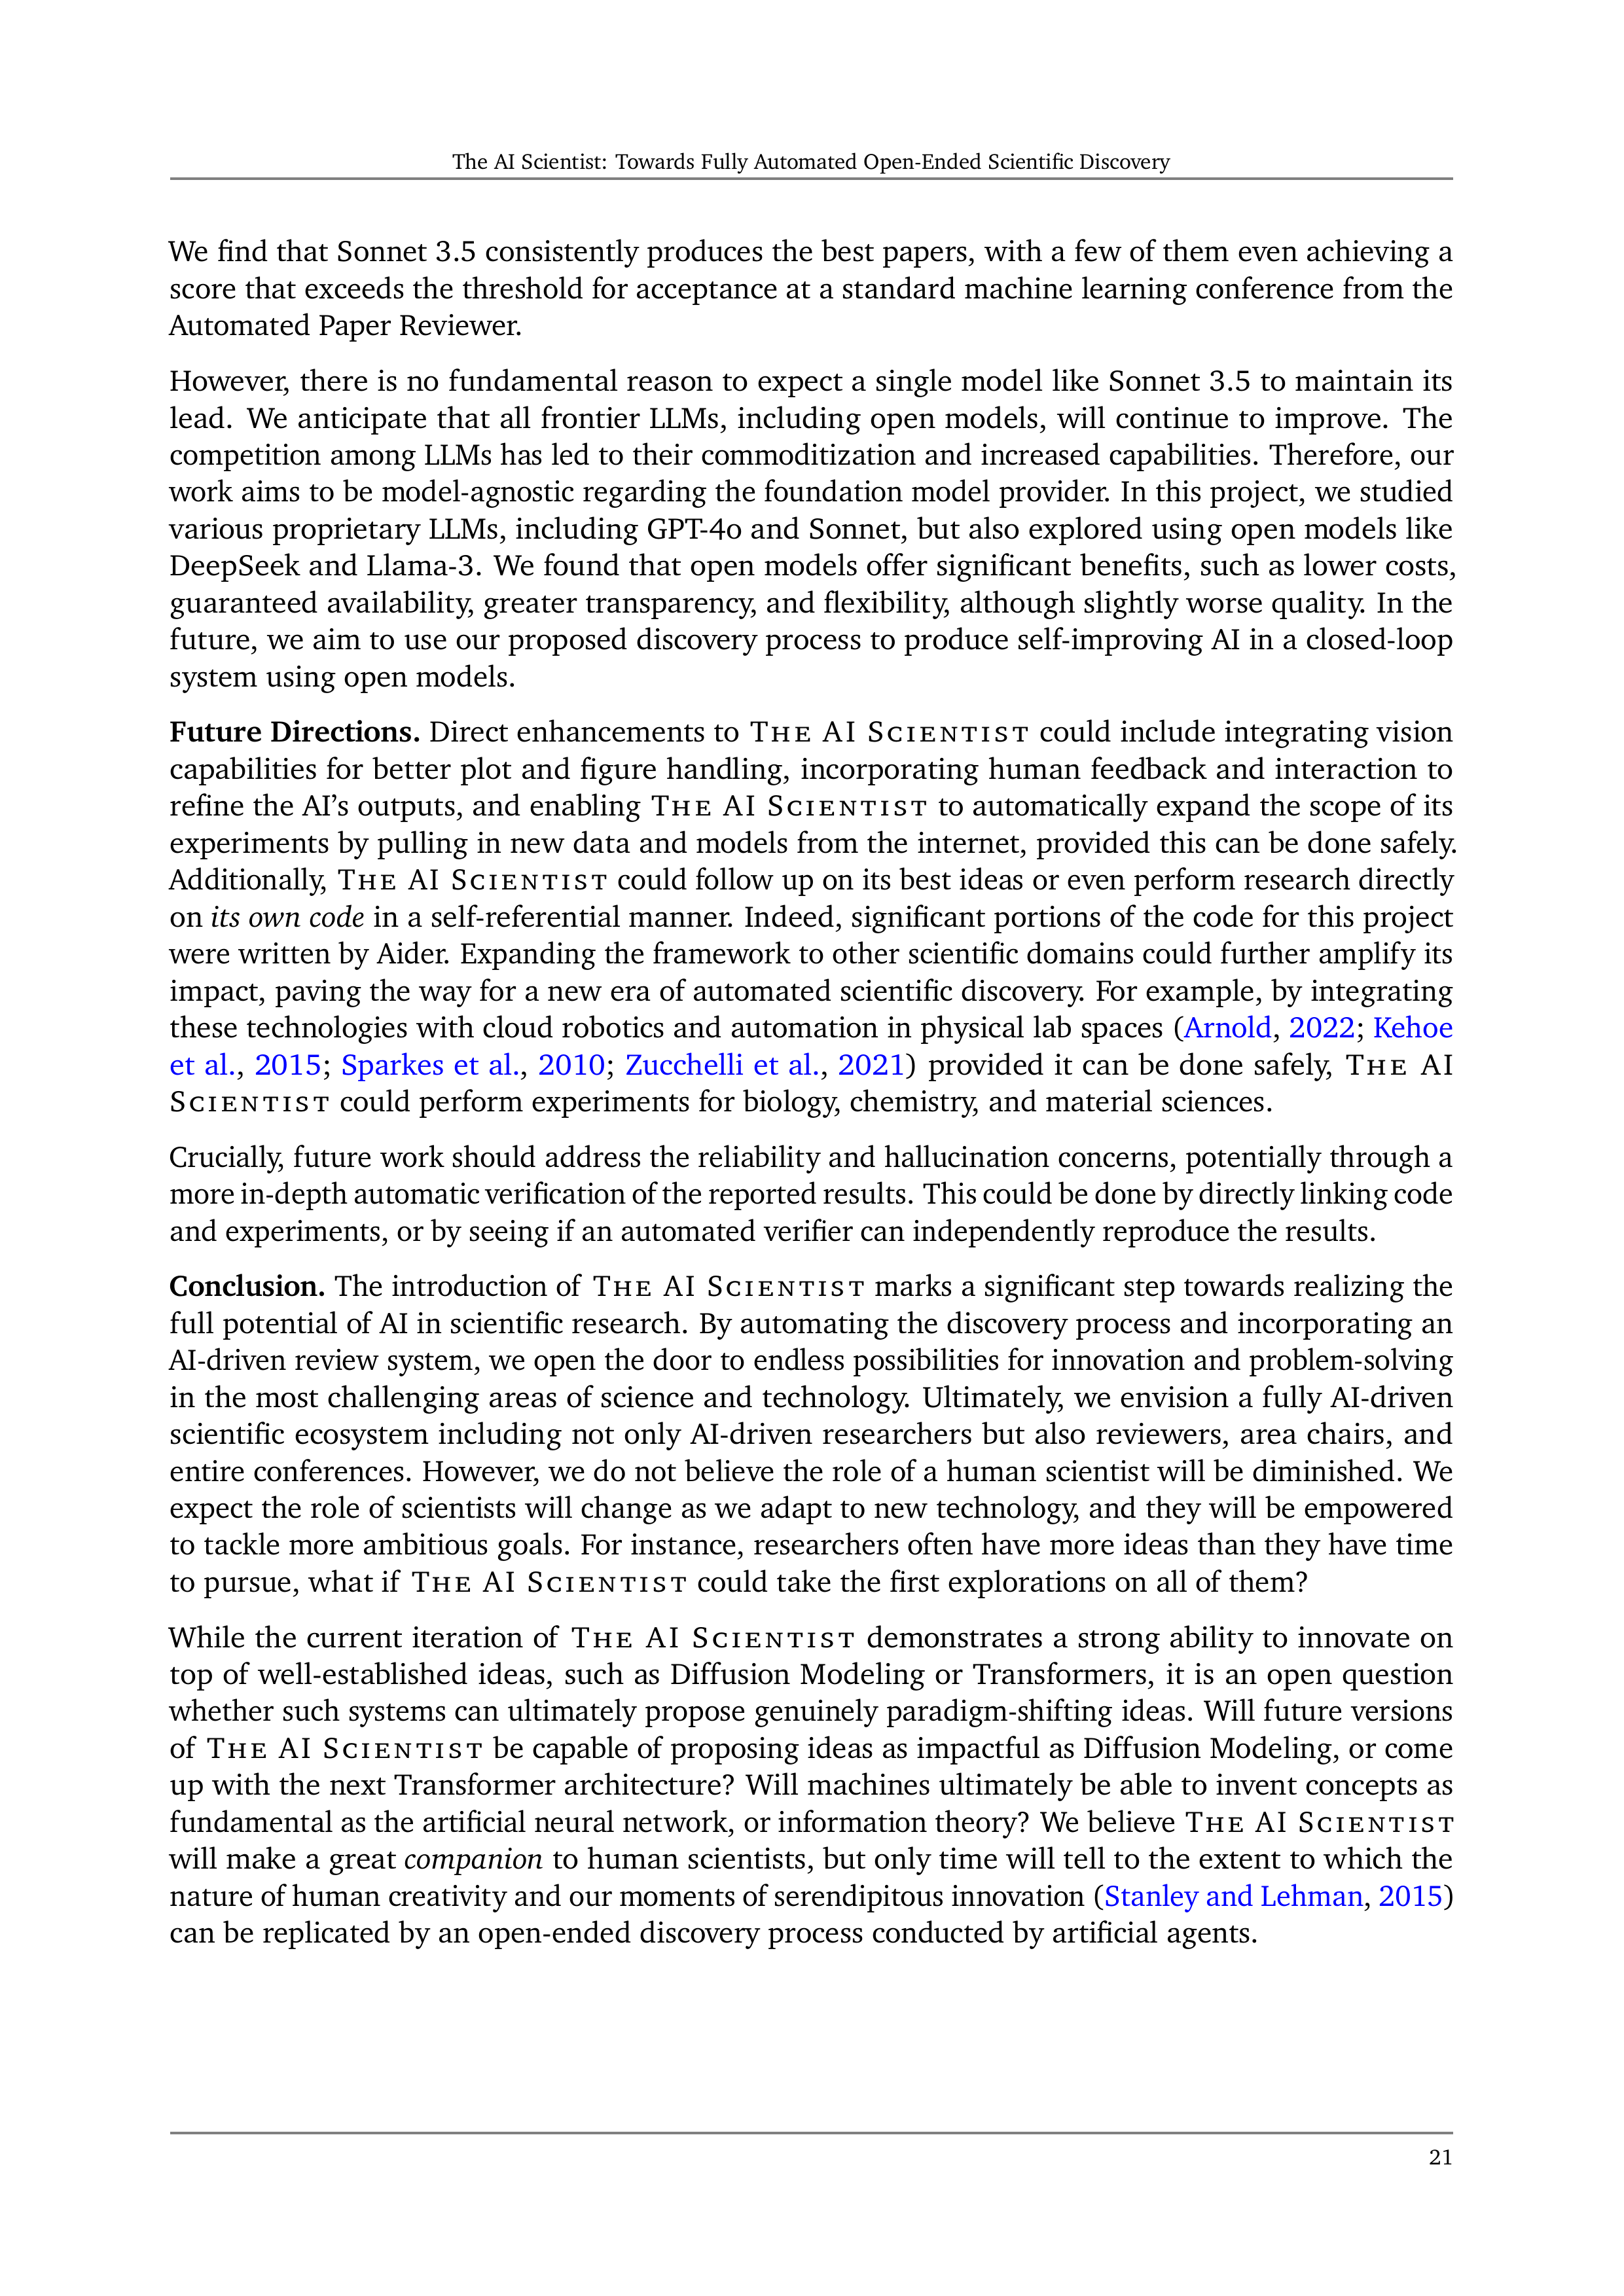 The AI Scientist: Towards Fully Automated Open-Ended Scientific Discovery
We find that Sonnet 3.5 consistently produces the best papers, with a few of them even achieving a
score that exceeds the threshold for acceptance at a standard machine learning conference from the
Automated Paper Reviewer.
However, there is no fundamental reason to expect a single model like Sonnet 3.5 to maintain its
lead. We anticipate that all frontier LLMs, including open models, will continue to improve. The
competition among LLMs has led to their commoditization and increased capabilities. Therefore, our
work aims to be model-agnostic regarding the foundation model provider. In this project, we studied
various proprietary LLMs, including GPT-4o and Sonnet, but also explored using open models like
DeepSeek and Llama-3. We found that open models offer significant benefits, such as lower costs,
guaranteed availability, greater transparency, and flexibility, although slightly worse quality. In the
future, we aim to use our proposed discovery process to produce self-improving AI in a closed-loop
system using open models.
Future Directions. Direct enhancements to THE AI SCIENTIST could include integrating vision
capabilities for better plot and figure handling, incorporating human feedback and interaction to
refine the AI's outputs, and enabling THE AI SCIENTIST to automatically expand the scope of its
experiments by pulling in new data and models from the internet, provided this can be done safely.
Additionally, THE AI SCIENTIST could follow up on its best ideas or even perform research directly
on its own code in a self-referential manner. Indeed, significant portions of the code for this project
were written by Aider. Expanding the framework to other scientific domains could further amplify its
impact, paving the way for a new era of automated scientific discovery. For example, by integrating
these technologies with cloud robotics and automation in physical lab spaces (Arnold, 2022; Kehoe
et al., 2015; Sparkes et al., 2010; Zucchelli et al., 2021) provided it can be done safely, THE AI
SCIENTIST could perform experiments for biology, chemistry, and material sciences.
Crucially, future work should address the reliability and hallucination concerns, potentially through a
more in-depth automatic verification of the reported results. This could be done by directly linking code
and experiments, or by seeing if an automated verifier can independently reproduce the results.
Conclusion. The introduction of THE AI SCIENTIST marks a significant step towards realizing the
full potential of AI in scientific research. By automating the discovery process and incorporating an
AI-driven review system, we open the door to endless possibilities for innovation and problem-solving
in the most challenging areas of science and technology. Ultimately, we envision a fully AI-driven
scientific ecosystem including not only AI-driven researchers but also reviewers, area chairs, and
entire conferences. However, we do not believe the role of a human scientist will be diminished. We
expect the role of scientists will change as we adapt to new technology, and they will be empowered
to tackle more ambitious goals. For instance, researchers often have more ideas than they have time
to pursue, what if THE AI SCIENTIST could take the first explorations on all of them?
While the current iteration of THE AI SCIENTIST demonstrates a strong ability to innovate on
top of well-established ideas, such as Diffusion Modeling or Transformers, it is an open question
whether such systems can ultimately propose genuinely paradigm-shifting ideas. Will future versions
of THE AI SCIENTIST be capable of proposing ideas as impactful as Diffusion Modeling, or come
up with the next Transformer architecture? Will machines ultimately be able to invent concepts as
fundamental as the artificial neural network, or information theory? We believe THE AI SCIENTIST
will make a great companion to human scientists, but only time will tell to the extent to which the
nature of human creativity and our moments of serendipitous innovation (Stanley and Lehman, 2015)
can be replicated by an open-ended discovery process conducted by artificial agents.
21